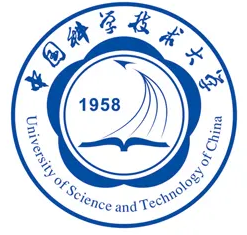 中国科学技术大学
1958
University of Science and Technology of China